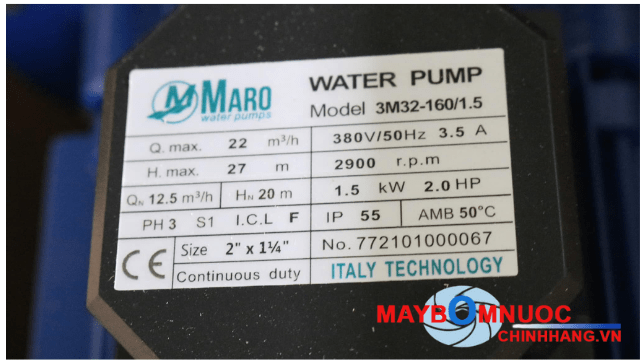 MARO
water pumps
WATER PUMP
Model 3M32-160/1.5
Q. max. 22 m³/h
380V/50Hz 3.5 A
H. max. 27 m
2900 r.p.m
QN 12.5 m³/h HN 20 m
1.5 kW 2.0 HP
PH 3 S1 I.C.L F
IP 55 AMB 50°C
CE
Size 2" x 1¼"
No. 772101000067
Continuous duty
ITALY TECHNOLOGY
MAYBOMNUOC
CHINHHANG.VN